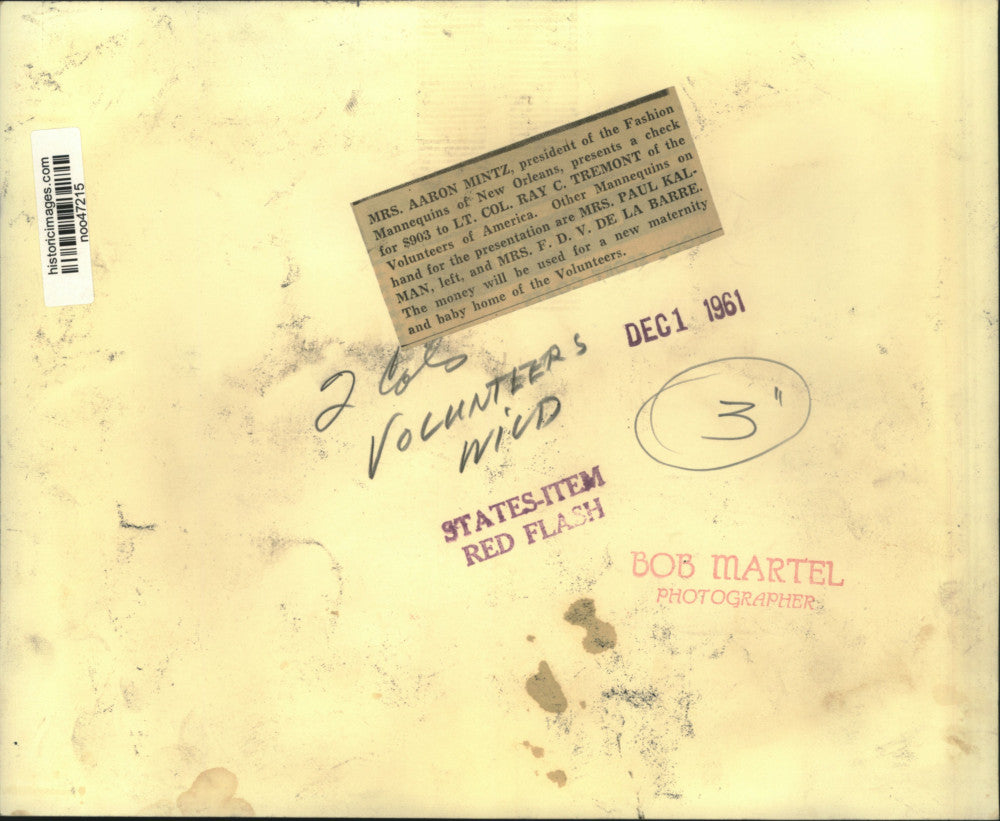 historicimages.com
noo47215
MRS. AARON MINTZ, president of the Fashion
Mannequins of New Orleans, presents a check
for $903 to LT. COL. RAY C. TREMONT of the
Volunteers of America. Other Mannequins on
hand for the presentation are MRS. PAUL KAL-
MAN, left, and MRS. F. D. V. DE LA BARRE.
The money will be used for a new maternity
and baby home of the Volunteers.
DEC 1 1961
2 Cols
VOLUNTEERS
WILD
3"
STATES-ITEM
RED FLASH
BOB MARTEL
PHOTOGRAPHER